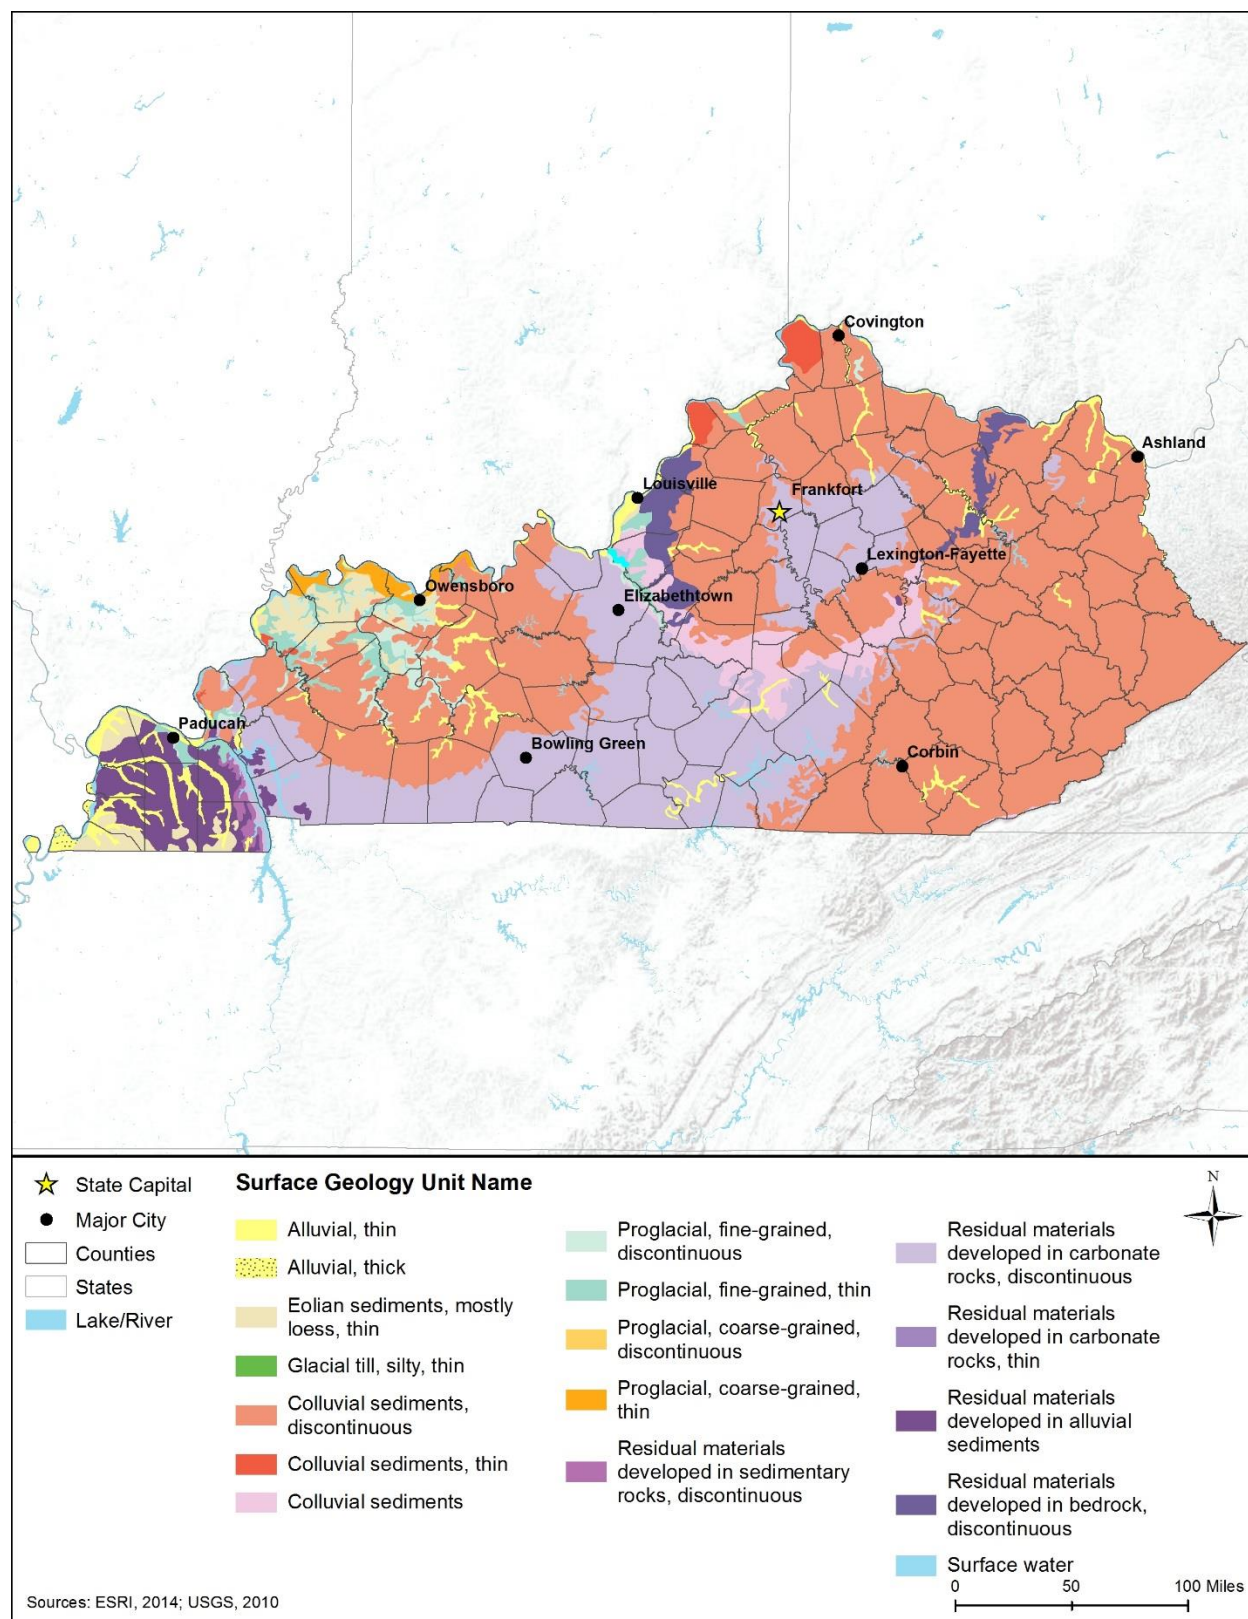 Covington
Ashland
Louisville
Frankfort
Lexington-Fayette
Owensboro
Elizabethtown
Paducah
Bowling Green
Corbin
State Capital
Major City
Counties
States
Lake/River
Surface Geology Unit Name
Alluvial, thin
Alluvial, thick
Eolian sediments, mostly
loess, thin
Glacial till, silty, thin
Colluvial sediments,
discontinuous
Colluvial sediments, thin
Colluvial sediments
Proglacial, fine-grained,
discontinuous
Proglacial, fine-grained, thin
Proglacial, coarse-grained,
discontinuous
Proglacial, coarse-grained,
thin
Residual materials
developed in sedimentary
rocks, discontinuous
Residual materials
developed in carbonate
rocks, discontinuous
Residual materials
developed in carbonate
rocks, thin
Residual materials
developed in alluvial
sediments
Residual materials
developed in bedrock,
discontinuous
Surface water
N
0 50 100 Miles
Sources: ESRI, 2014; USGS, 2010